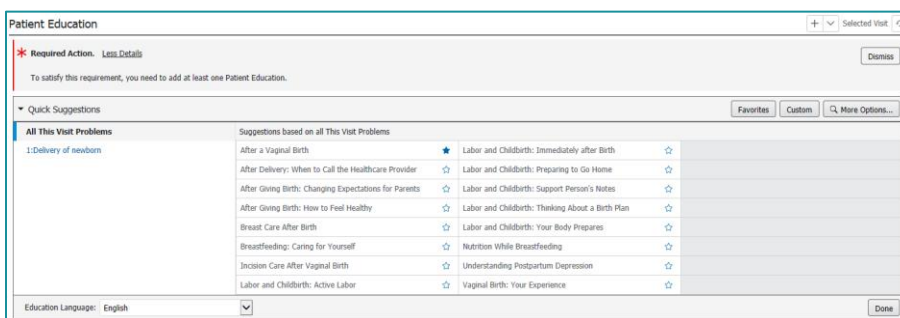 Patient Education
+ Selected Visit
* Required Action. Less Details
Dismiss
To satisfy this requirement, you need to add at least one Patient Education.
Quick Suggestions
Favorites Custom More Options...
All This Visit Problems
Suggestions based on all This Visit Problems
1:Delivery of newborn
After a Vaginal Birth
Labor and Childbirth: Immediately after Birth
After Delivery: When to Call the Healthcare Provider
Labor and Childbirth: Preparing to Go Home
After Giving Birth: Changing Expectations for Parents
Labor and Childbirth: Support Person's Notes
After Giving Birth: How to Feel Healthy
Labor and Childbirth: Thinking About a Birth Plan
Breast Care After Birth
Labor and Childbirth: Your Body Prepares
Breastfeeding: Caring for Yourself
Nutrition While Breastfeeding
Incision Care After Vaginal Birth
Understanding Postpartum Depression
Labor and Childbirth: Active Labor
Vaginal Birth: Your Experience
Education Language: English
Done